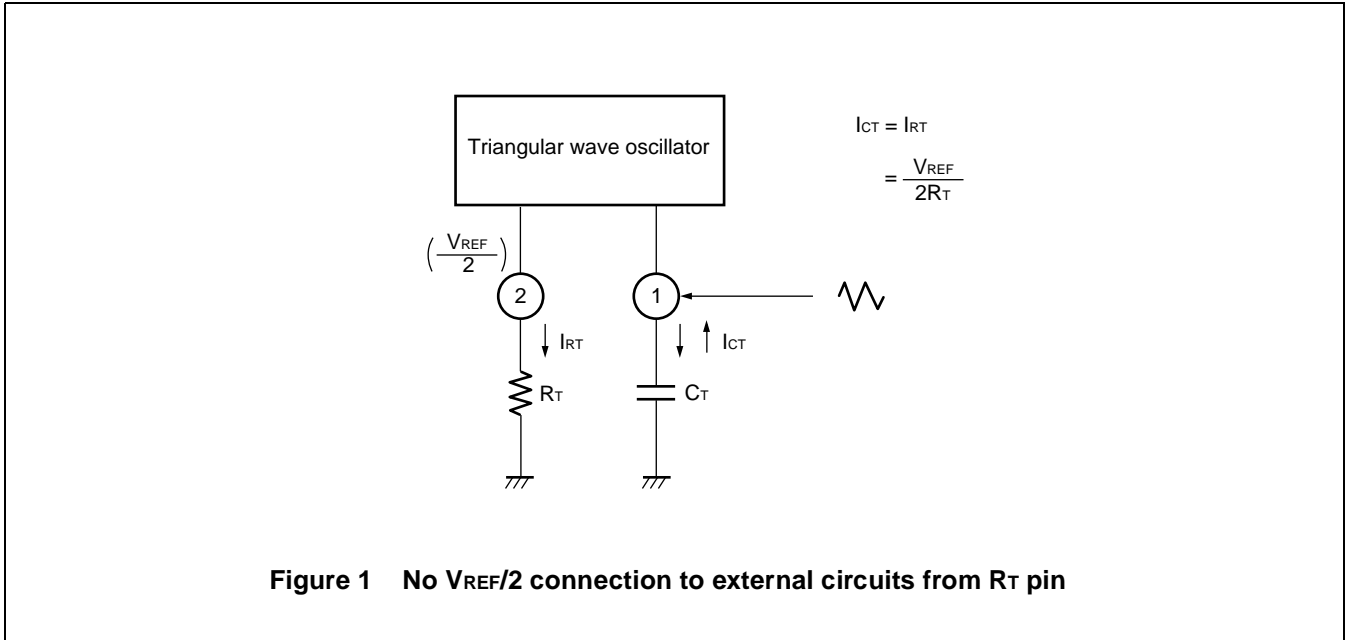 Triangular wave oscillator
ICT = IRT
= VREF
2RT
(VREF
2)
2
1
IRT
ICT
RT
CT
Figure 1 No VREF/2 connection to external circuits from RT pin